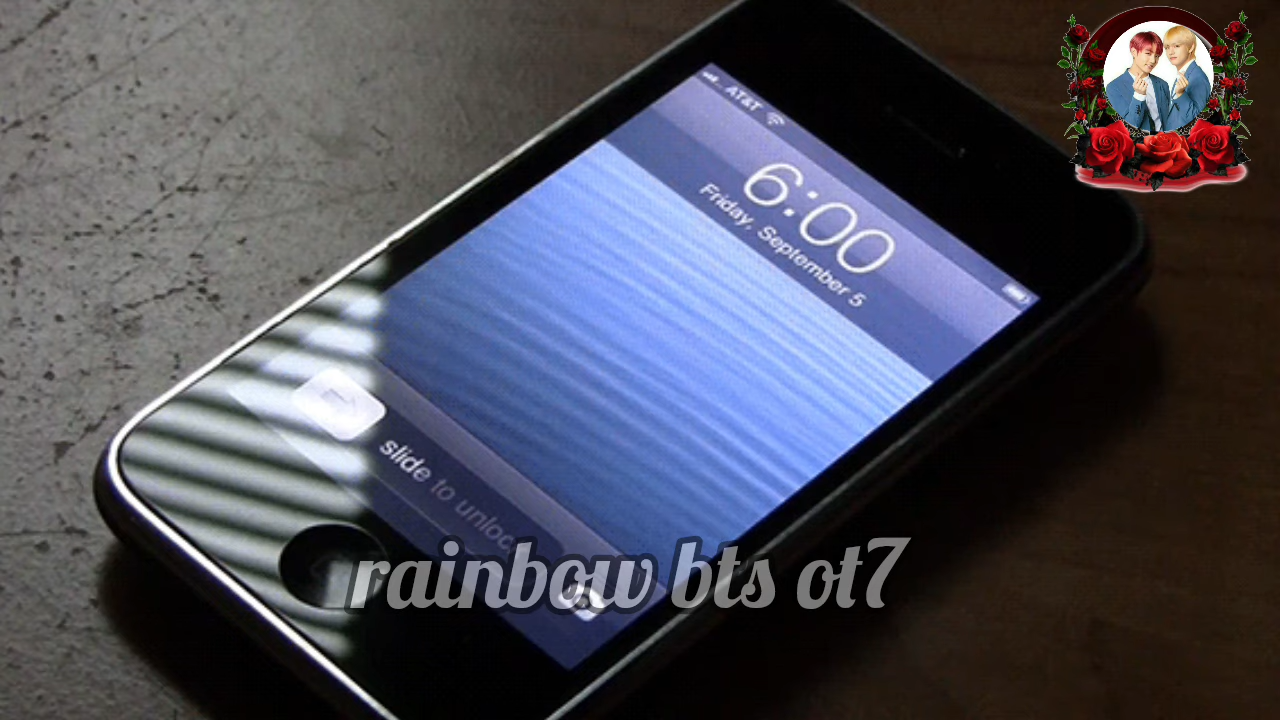 AT&T
6:00
Friday, September 5
slide to unlock
rainbow bts ot7